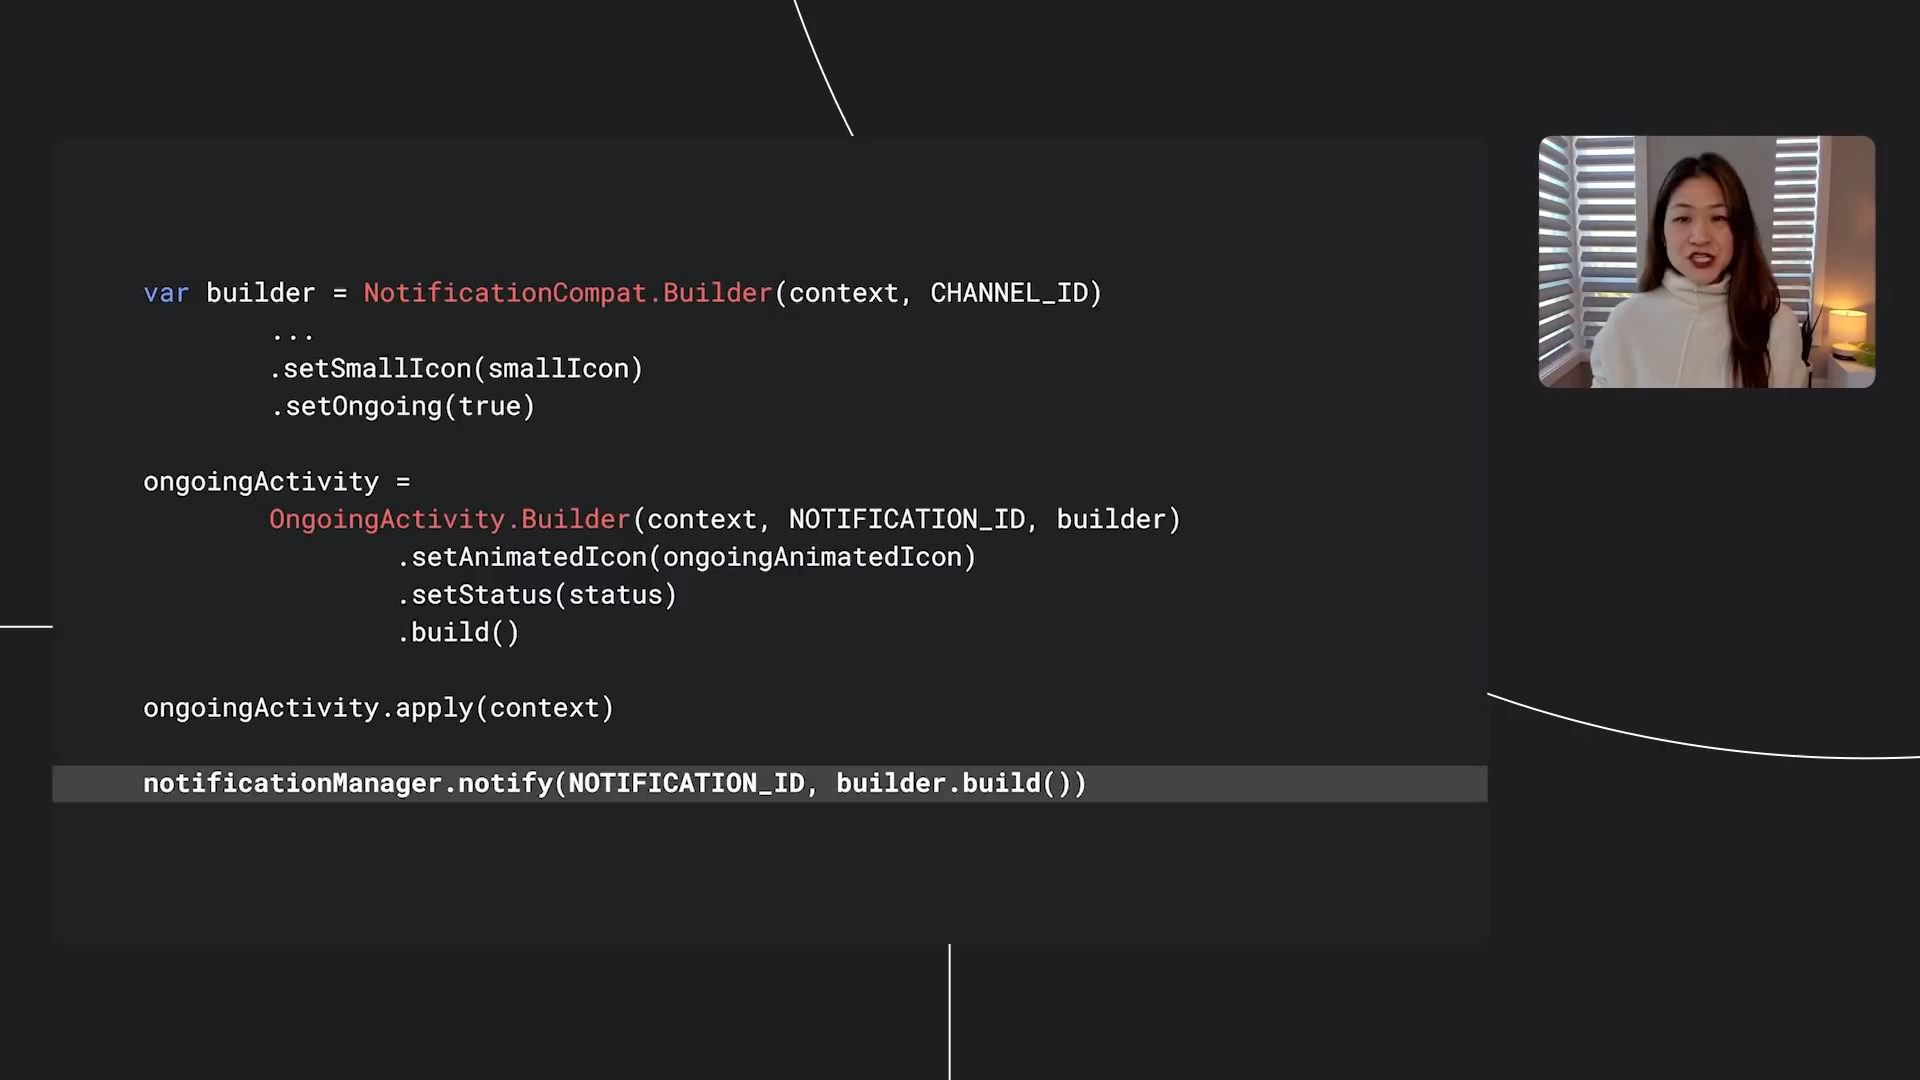 var builder = NotificationCompat.Builder(context, CHANNEL_ID)
...
.setSmallIcon(smallIcon)
.setOngoing(true)
ongoingActivity =
OngoingActivity.Builder(context, NOTIFICATION_ID, builder)
.setAnimatedIcon(ongoingAnimatedIcon)
.setStatus(status)
.build()
ongoingActivity.apply(context)
notificationManager.notify(NOTIFICATION_ID, builder.build())